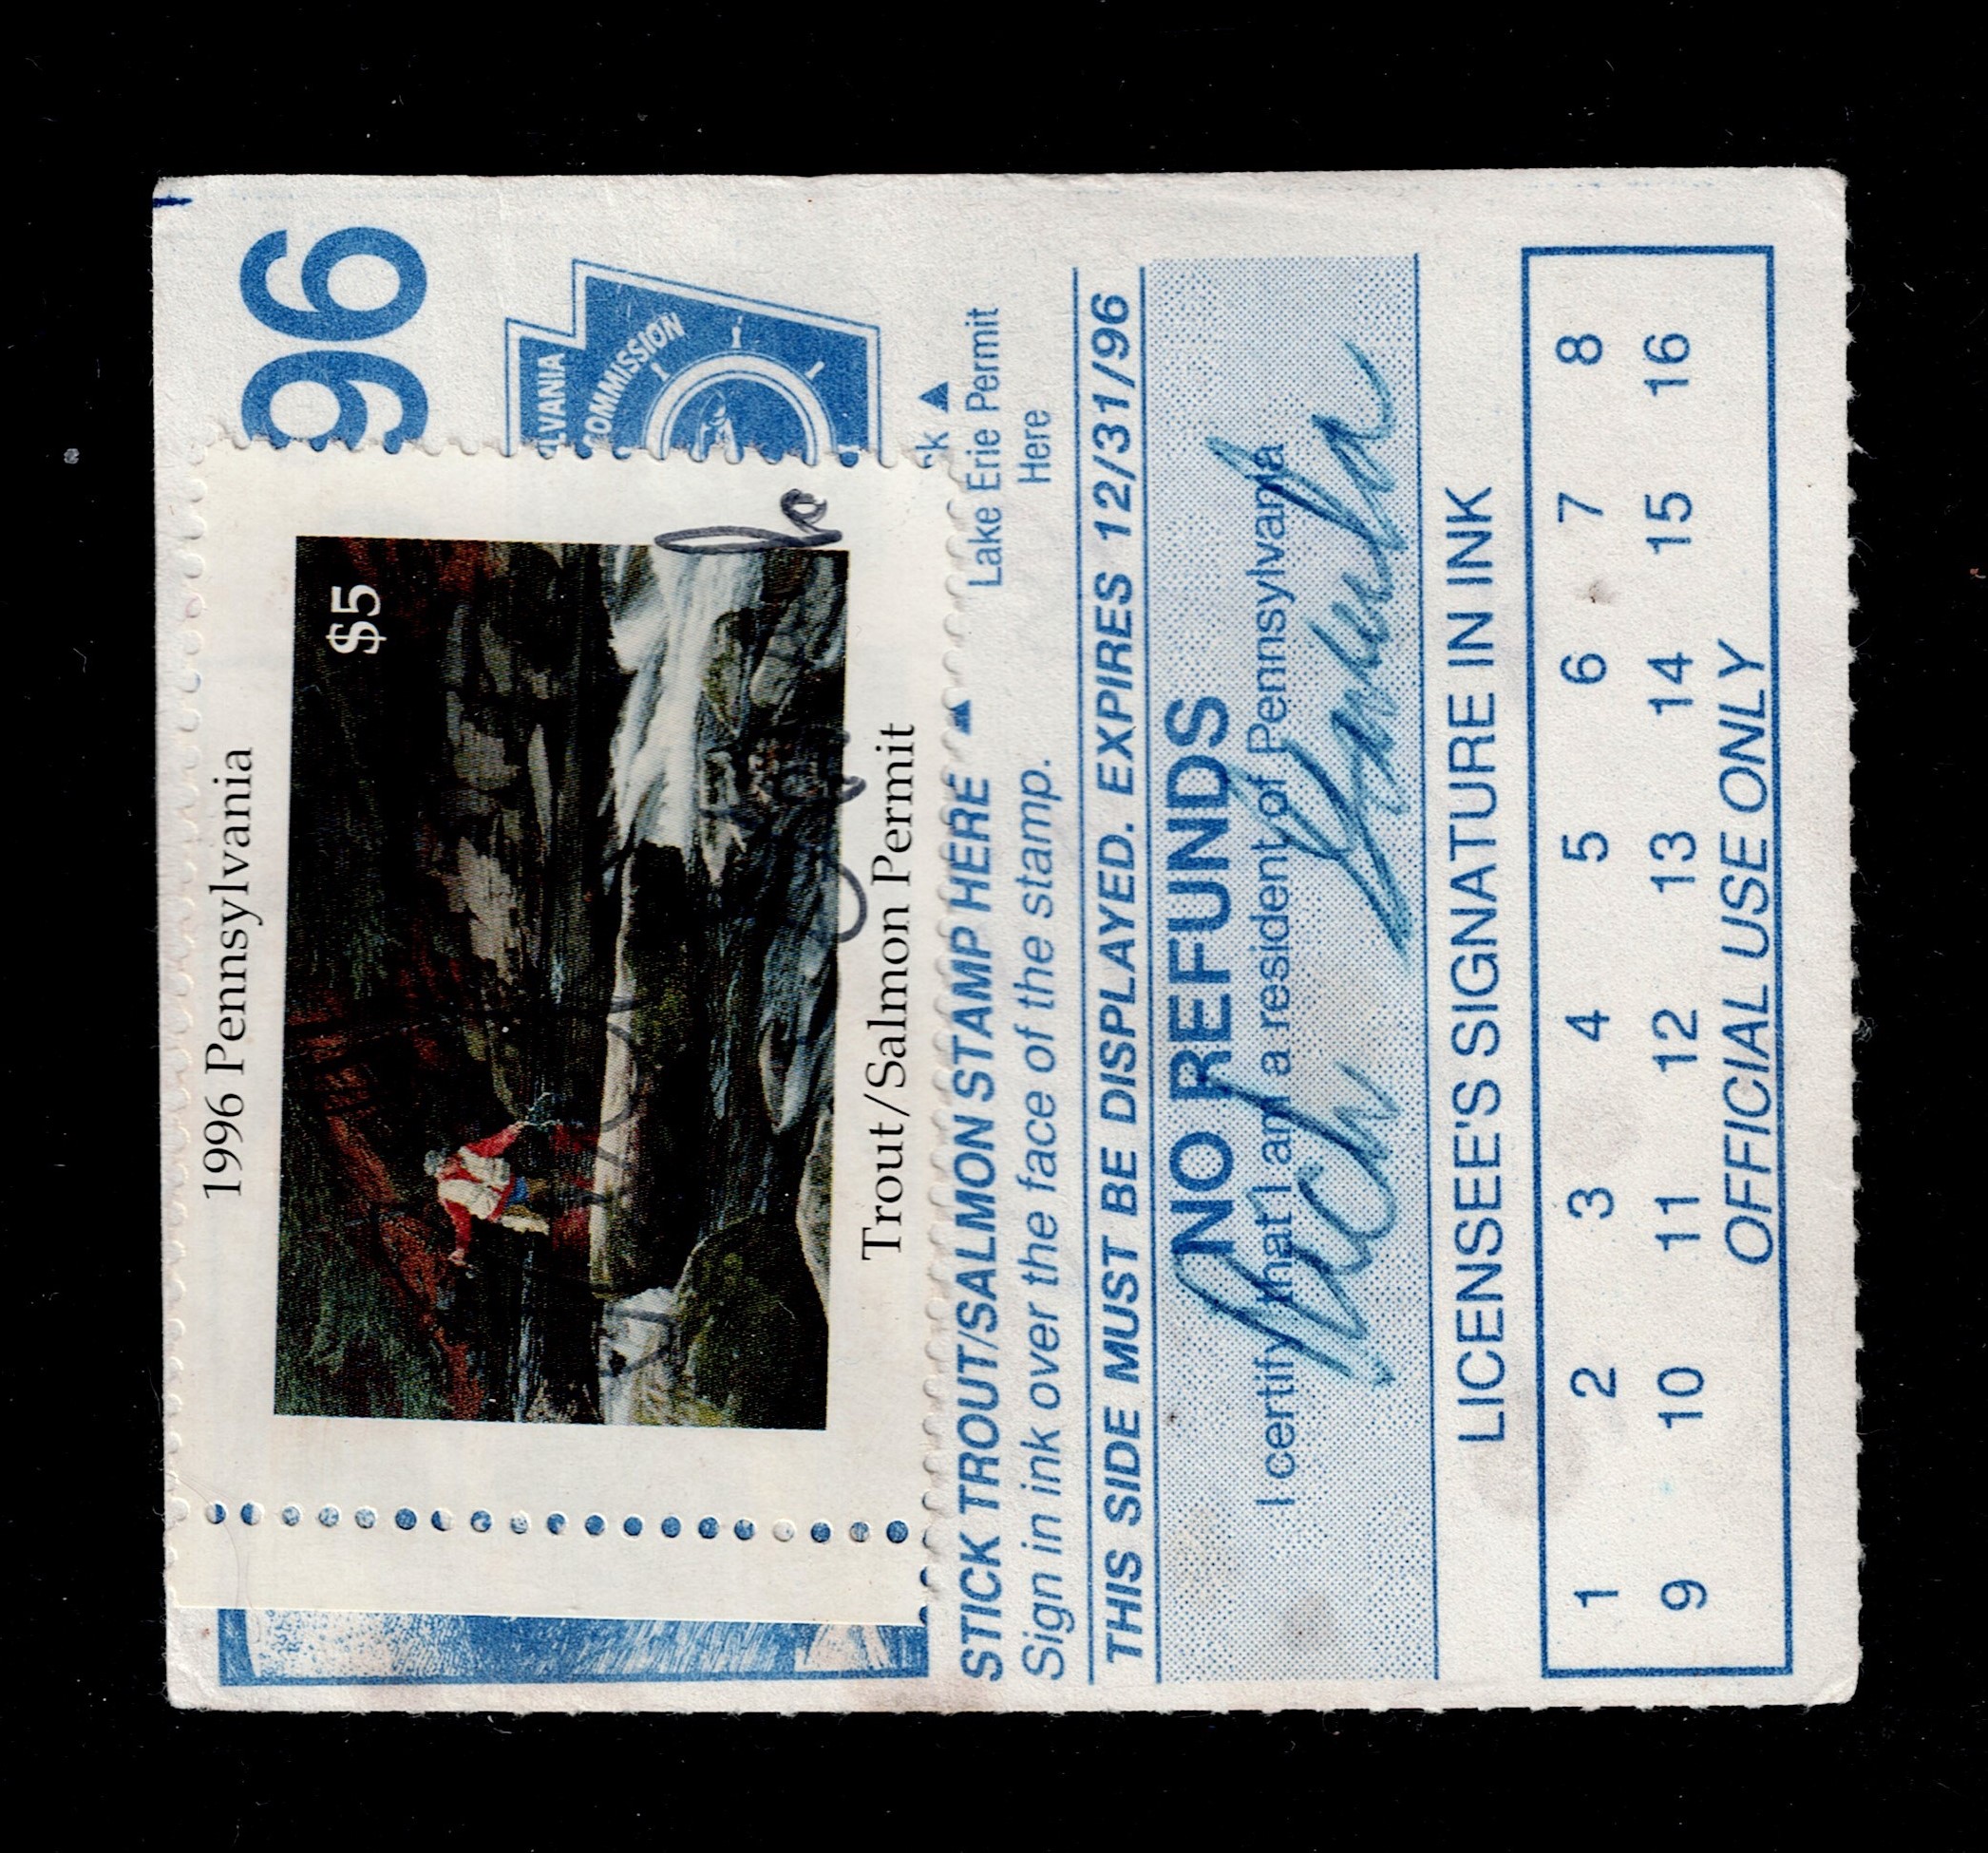 96
LVANIA
COMMISSION
1996 Pennsylvania
$5
Trout/Salmon Permit
ck ▲
Lake Erie Permit
Here
STICK TROUT/SALMON STAMP HERE ▲
Sign in ink over the face of the stamp.
THIS SIDE MUST BE DISPLAYED. EXPIRES 12/31/96
NO REFUNDS
I certify that I am a resident of Pennsylvania
LICENSEE'S SIGNATURE IN INK
1 2 3 4 5 6 7 8
9 10 11 12 13 14 15 16
OFFICIAL USE ONLY